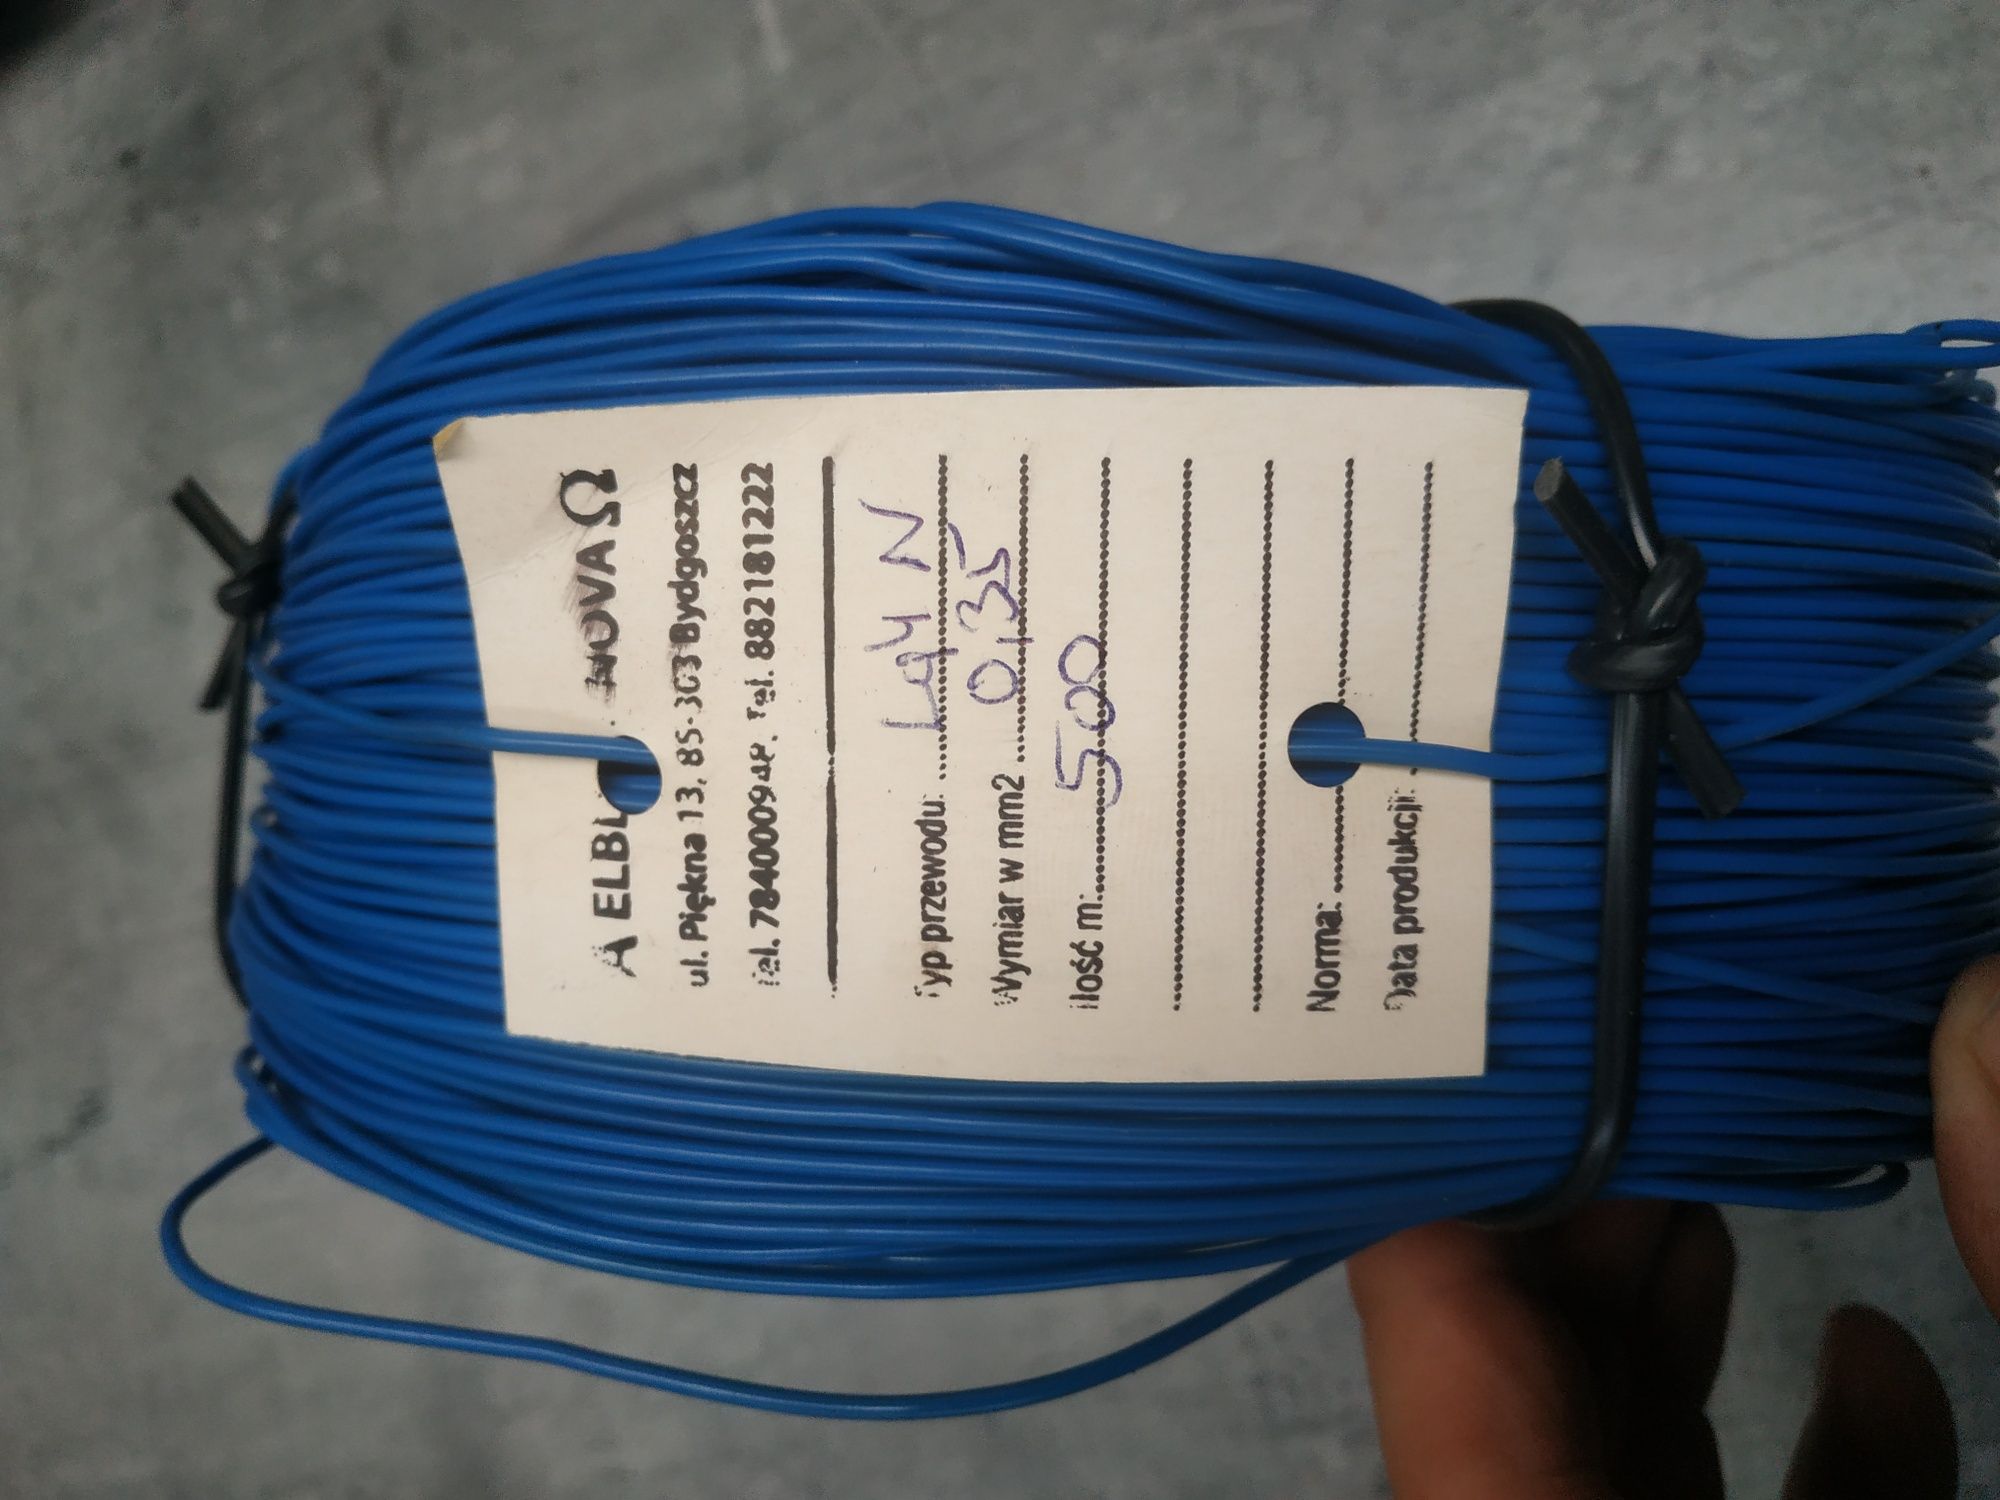 A ELBL NOVA Ω
ul. Piękna 13, 85-303 Bydgoszcz
Tel. 784000948, Tel. 882181222
Typ przewodu: LgY N
Wymiar w mm2 0,35
Ilość m: 500
Norma:
Data produkcji: